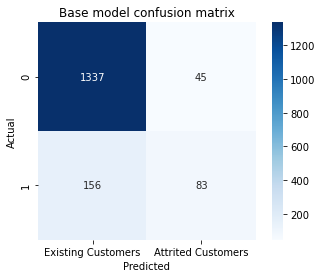 Base model confusion matrix
0
1337
45
1
156
83
Actual
Existing Customers
Attrited Customers
Predicted
1200
1000
800
600
400
200